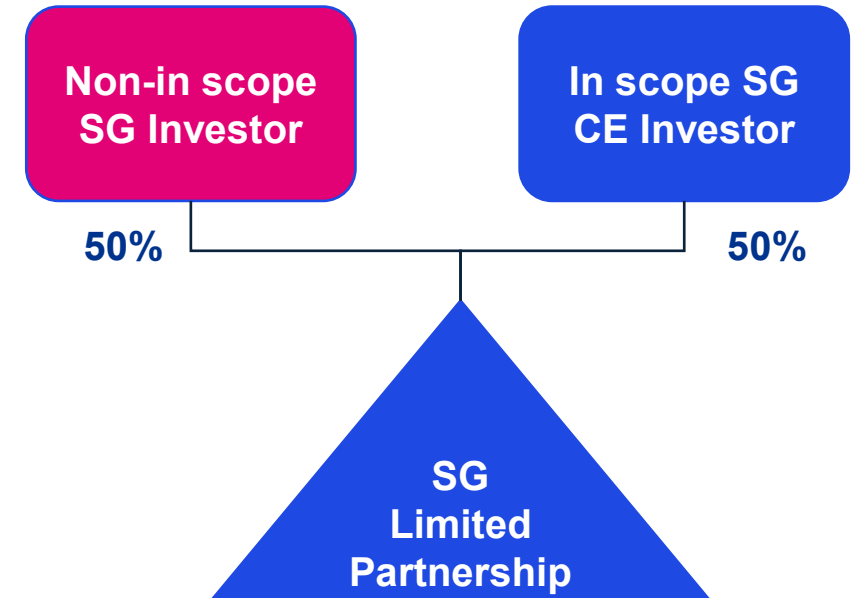 Non-in scope
SG Investor
In scope SG
CE Investor
50%
50%
SG
Limited
Partnership